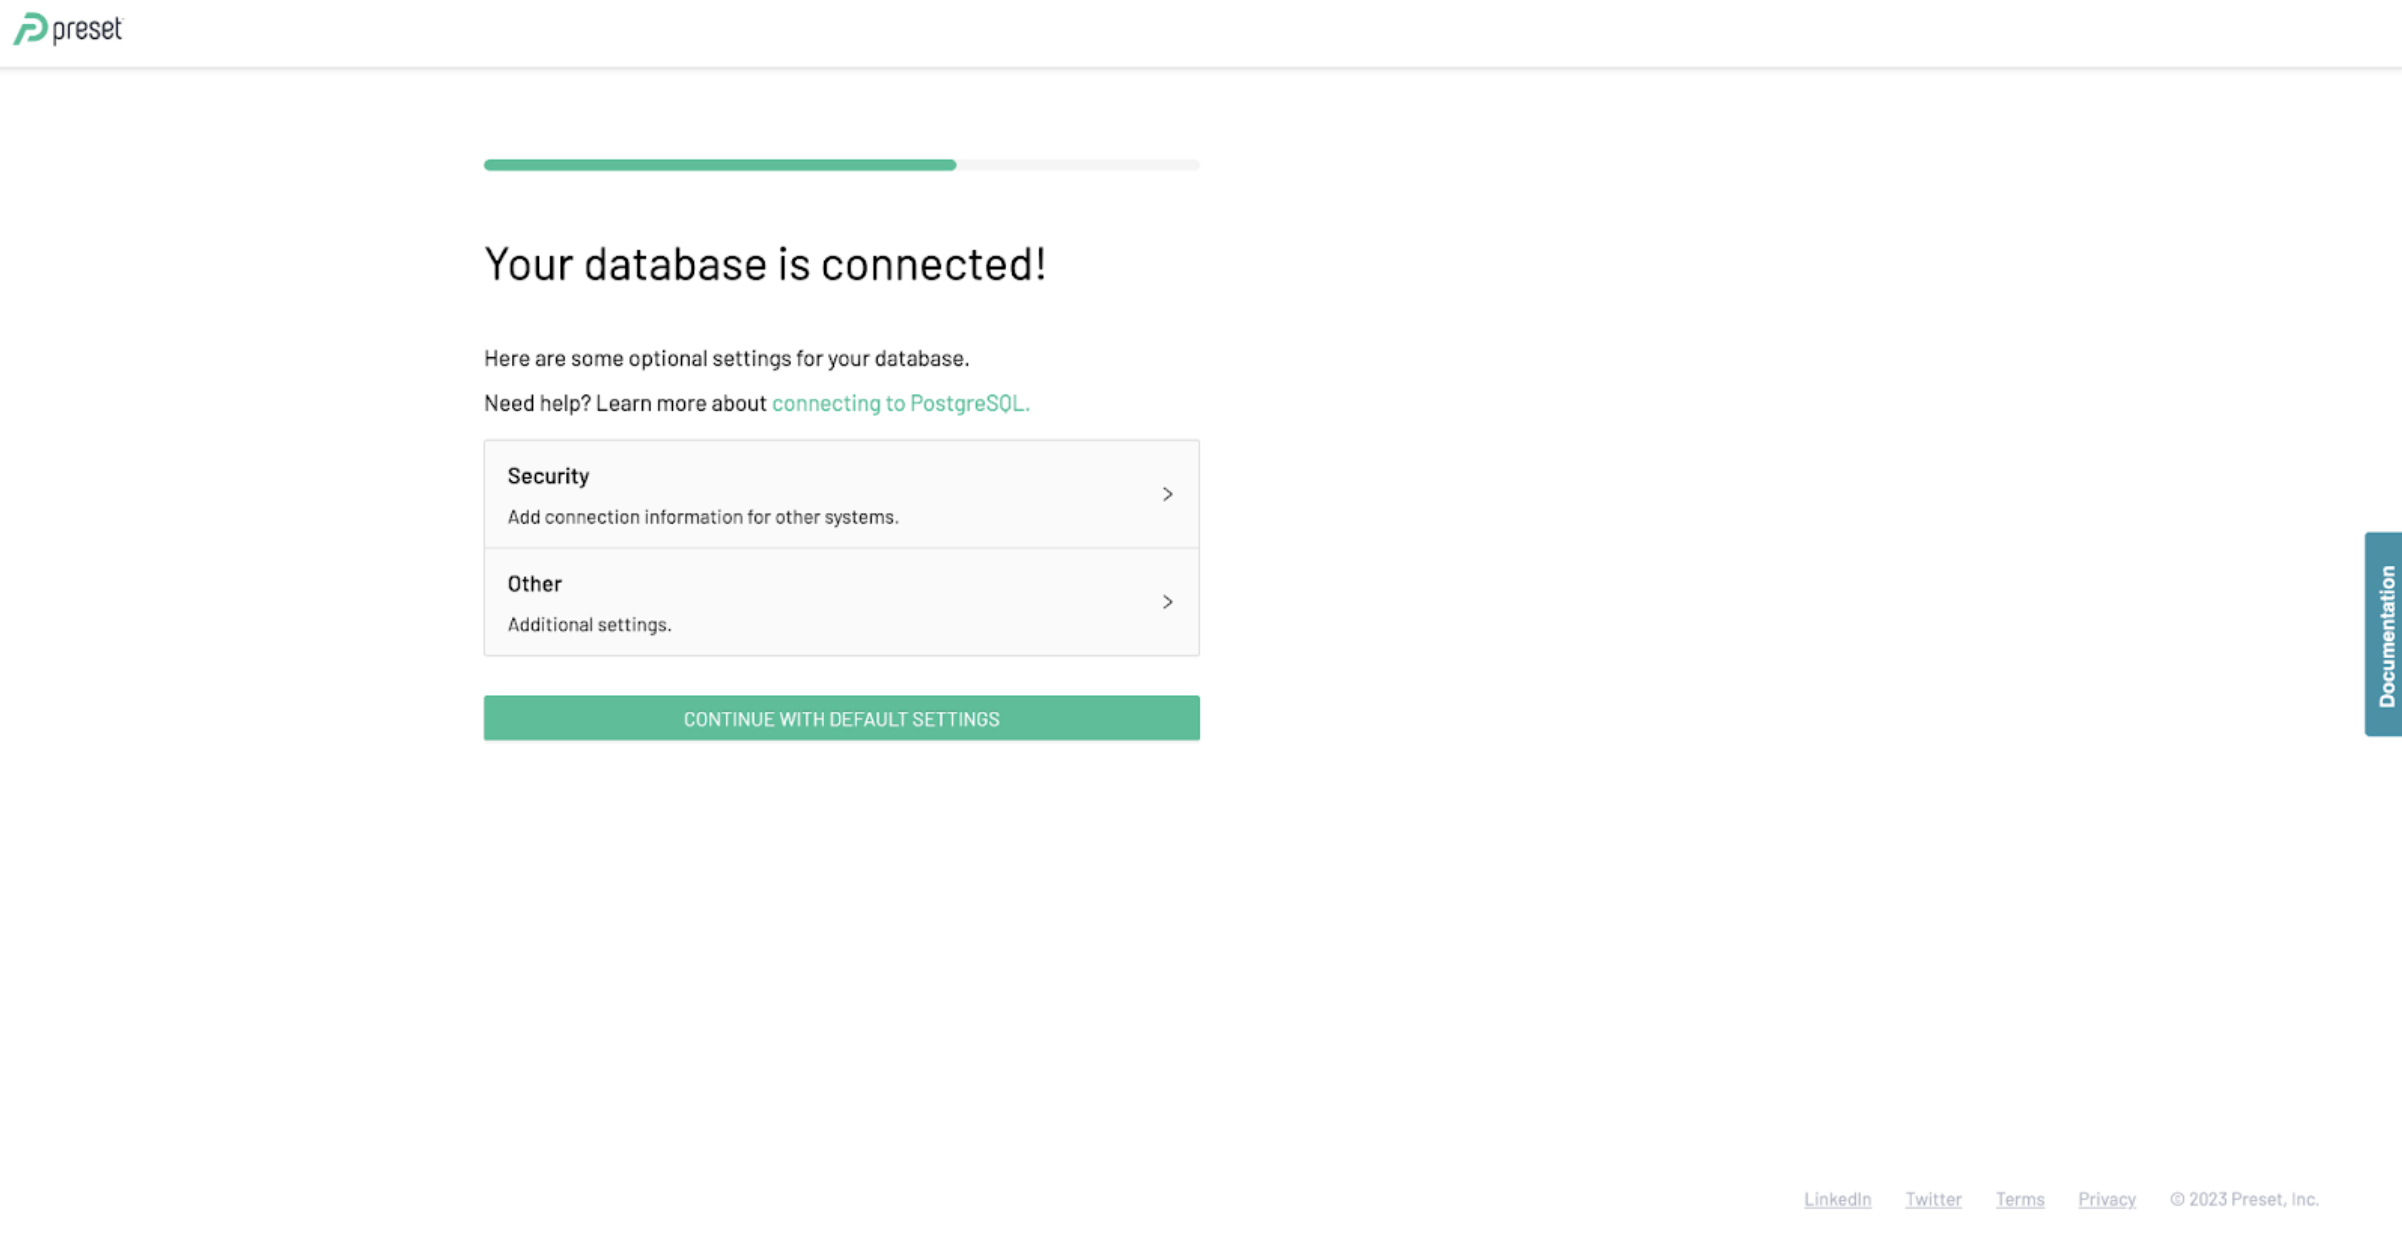 preset
Your database is connected!
Here are some optional settings for your database.
Need help? Learn more about connecting to PostgreSQL.
Security
Add connection information for other systems.
Other
Additional settings.
CONTINUE WITH DEFAULT SETTINGS
Documentation
LinkedIn Twitter Terms Privacy © 2023 Preset, Inc.